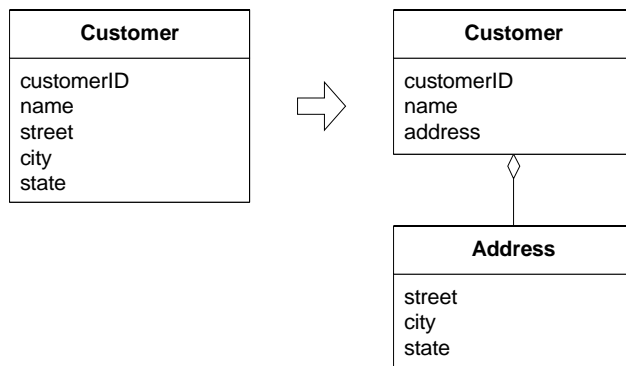 Customer
customerID
name
street
city
state
Customer
customerID
name
address
Address
street
city
state